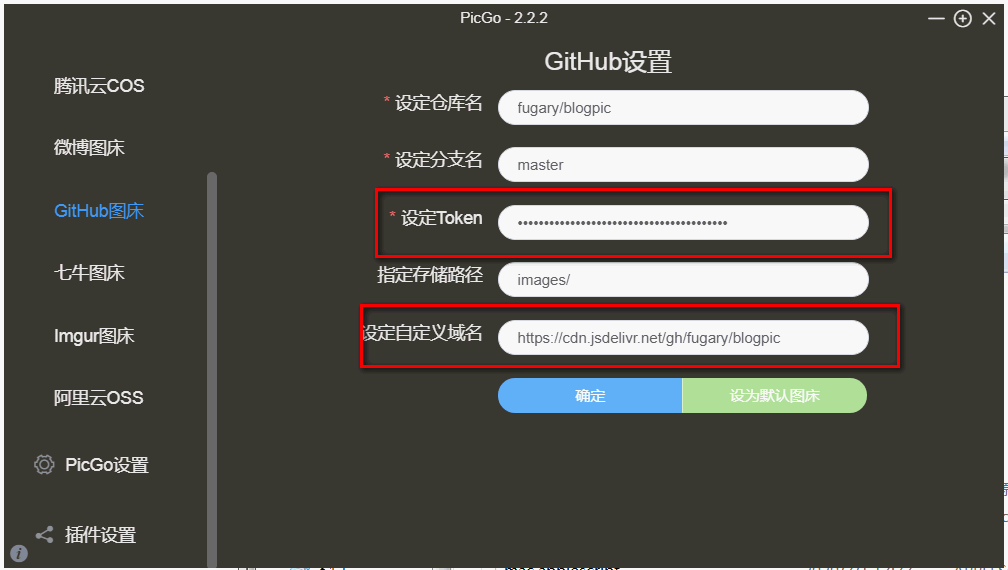 PicGo - 2.2.2
GitHub设置
腾讯云COS
微博图床
GitHub图床
七牛图床
Imgur图床
阿里云OSS
PicGo设置
插件设置
* 设定仓库名
fugary/blogpic
* 设定分支名
master
* 设定Token
••••••••••••••••••••••••••••••••••••••••
指定存储路径
images/
设定自定义域名
https://cdn.jsdelivr.net/gh/fugary/blogpic
确定
设为默认图床